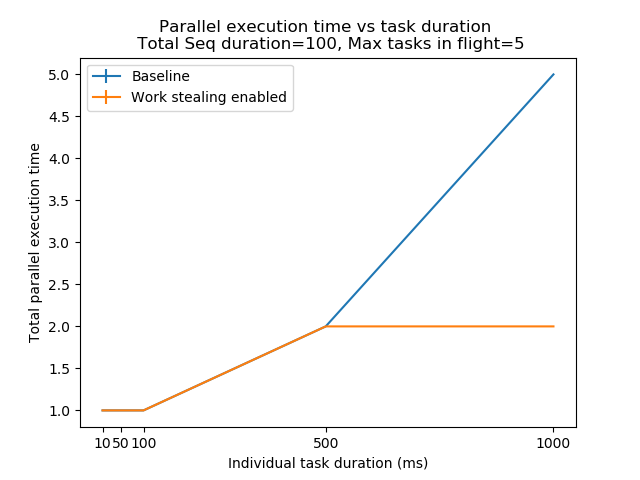 Parallel execution time vs task duration
Total Seq duration=100, Max tasks in flight=5
Baseline
Work stealing enabled
Total parallel execution time
5.0
4.5
4.0
3.5
3.0
2.5
2.0
1.5
1.0
10 50 100 500 1000
Individual task duration (ms)